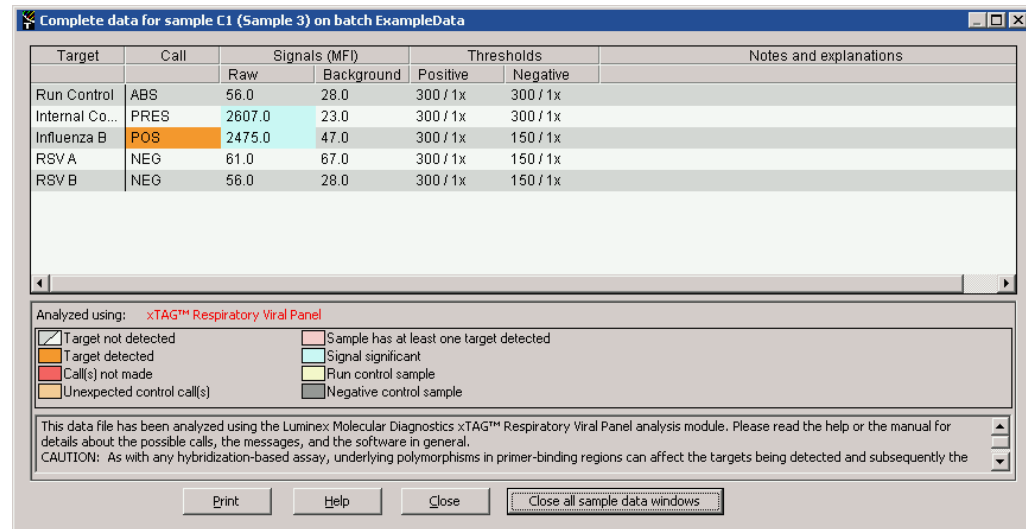 Complete data for sample C1 (Sample 3) on batch ExampleData
Target Call Signals (MFI) Thresholds Notes and explanations
Raw Background Positive Negative
Run Control ABS 56.0 28.0 300 / 1x 300 / 1x
Internal Co... PRES 2607.0 23.0 300 / 1x 300 / 1x
Influenza B POS 2475.0 47.0 300 / 1x 150 / 1x
RSV A NEG 61.0 67.0 300 / 1x 150 / 1x
RSV B NEG 56.0 28.0 300 / 1x 150 / 1x
Analyzed using: xTAG™ Respiratory Viral Panel
Target not detected Sample has at least one target detected
Target detected Signal significant
Call(s) not made Run control sample
Unexpected control call(s) Negative control sample
This data file has been analyzed using the Luminex Molecular Diagnostics xTAG™ Respiratory Viral Panel analysis module. Please read the help or the manual for
details about the possible calls, the messages, and the software in general.
CAUTION: As with any hybridization-based assay, underlying polymorphisms in primer-binding regions can affect the targets being detected and subsequently the
Print Help Close Close all sample data windows